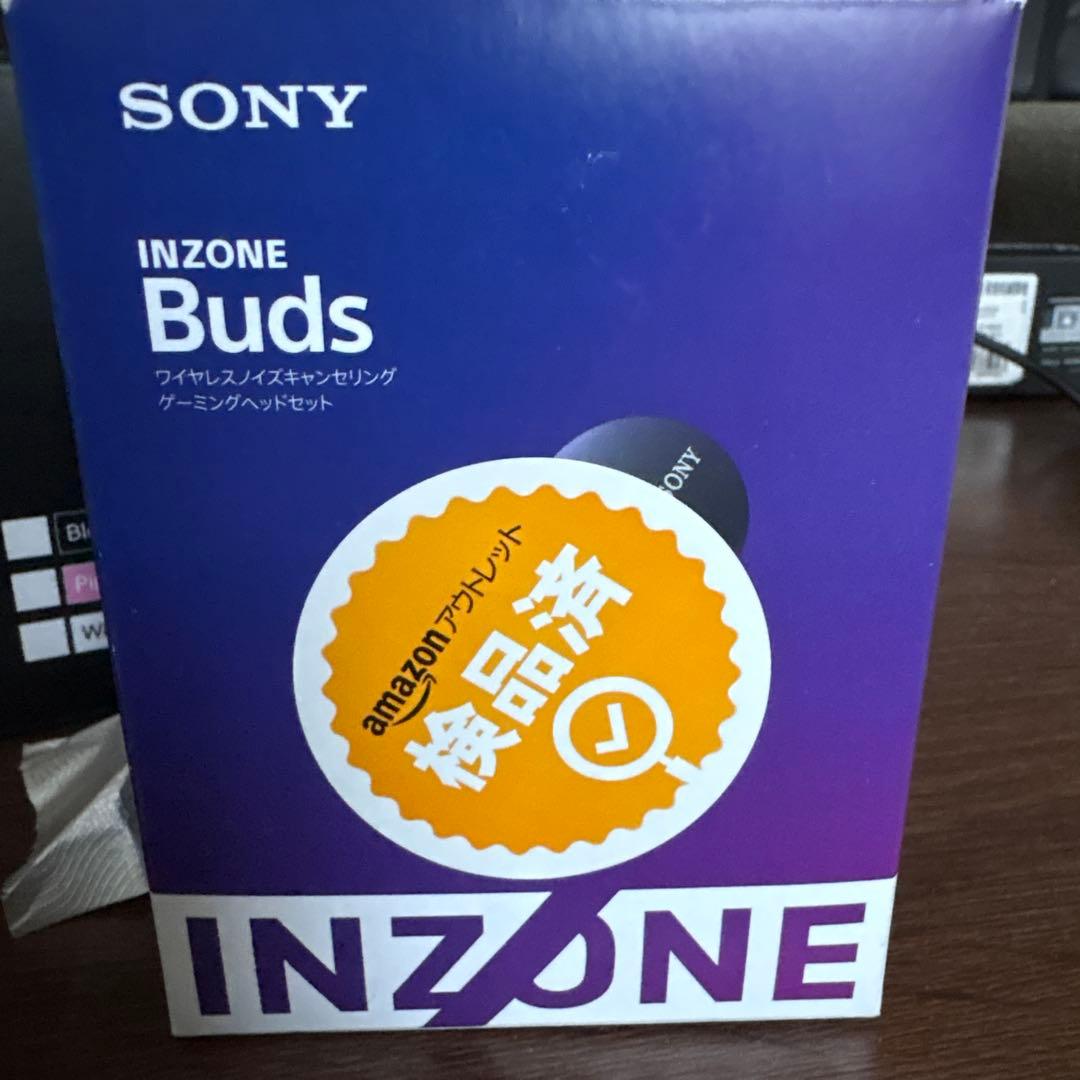 SONY
INZONE
Buds
ワイヤレスノイズキャンセリング
ゲーミングヘッドセット
SONY
amazonアウトレット
検品済
INZONE